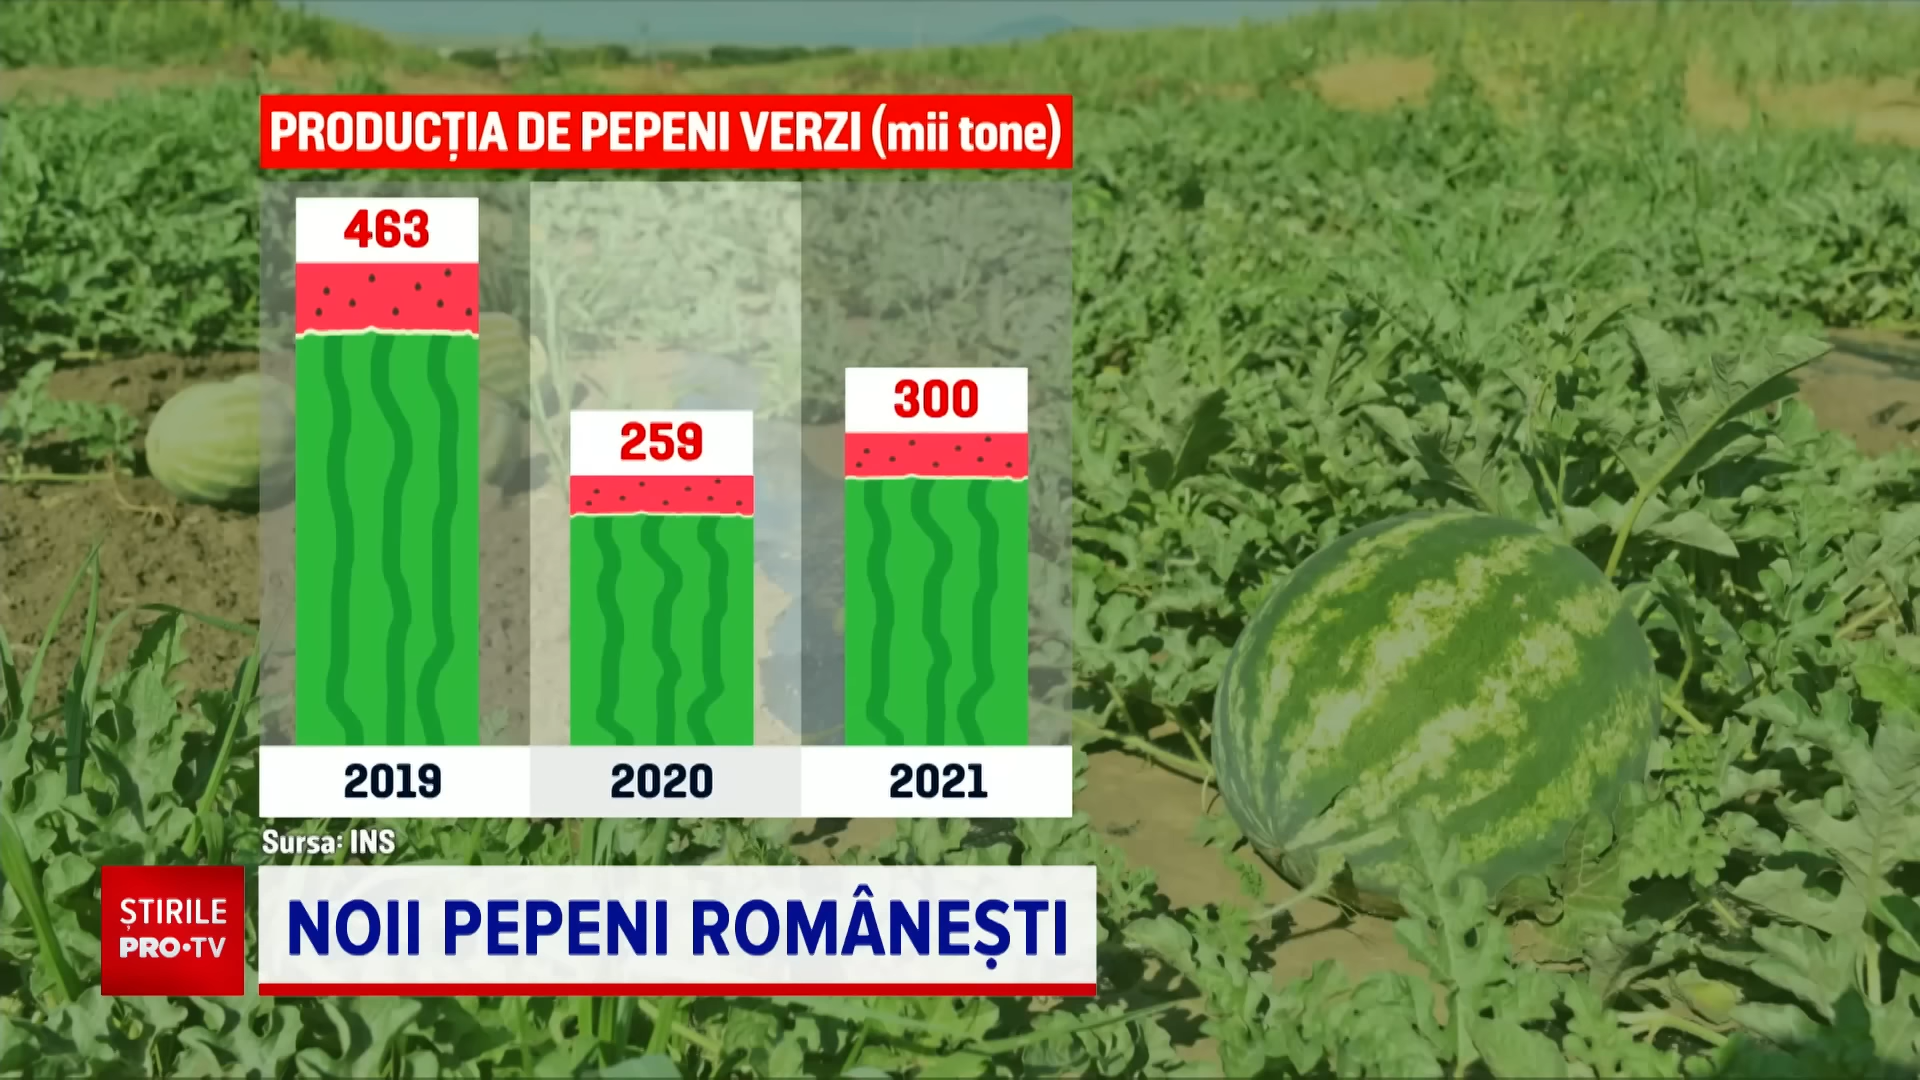 PRODUCȚIA DE PEPENI VERZI (mii tone)
463
259
300
2019 2020 2021
Sursa: INS
ȘTIRILE
PRO•TV
NOII PEPENI ROMÂNEȘTI